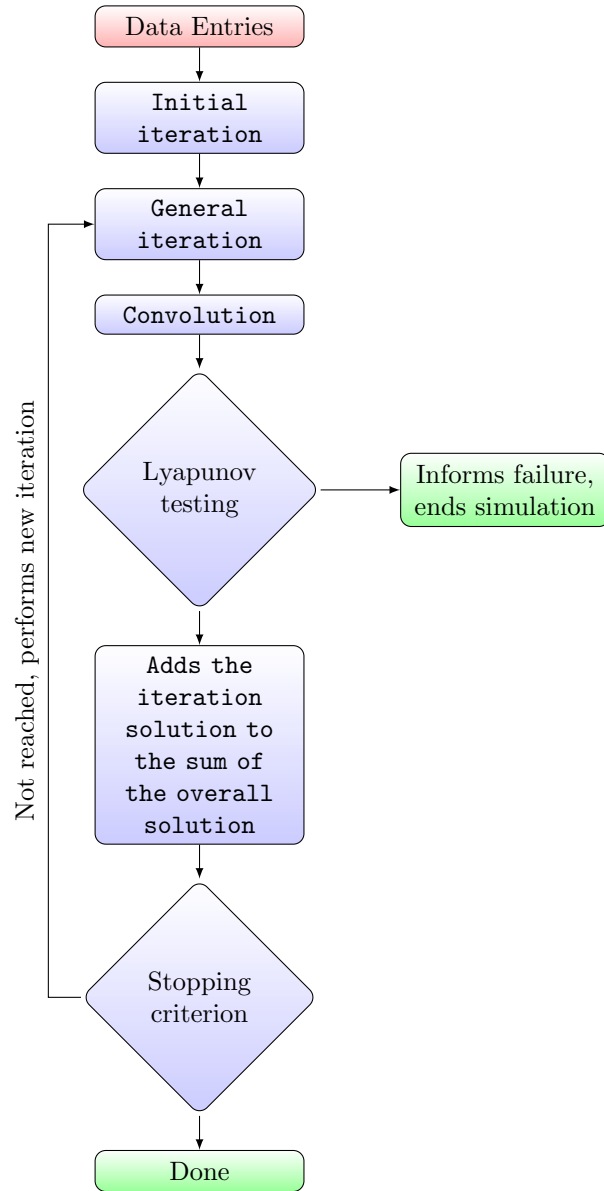 Data Entries
Initial
iteration
General
iteration
Convolution
Lyapunov
testing
Informs failure,
ends simulation
Adds the
iteration
solution to
the sum of
the overall
solution
Not reached, performs new iteration
Stopping
criterion
Done